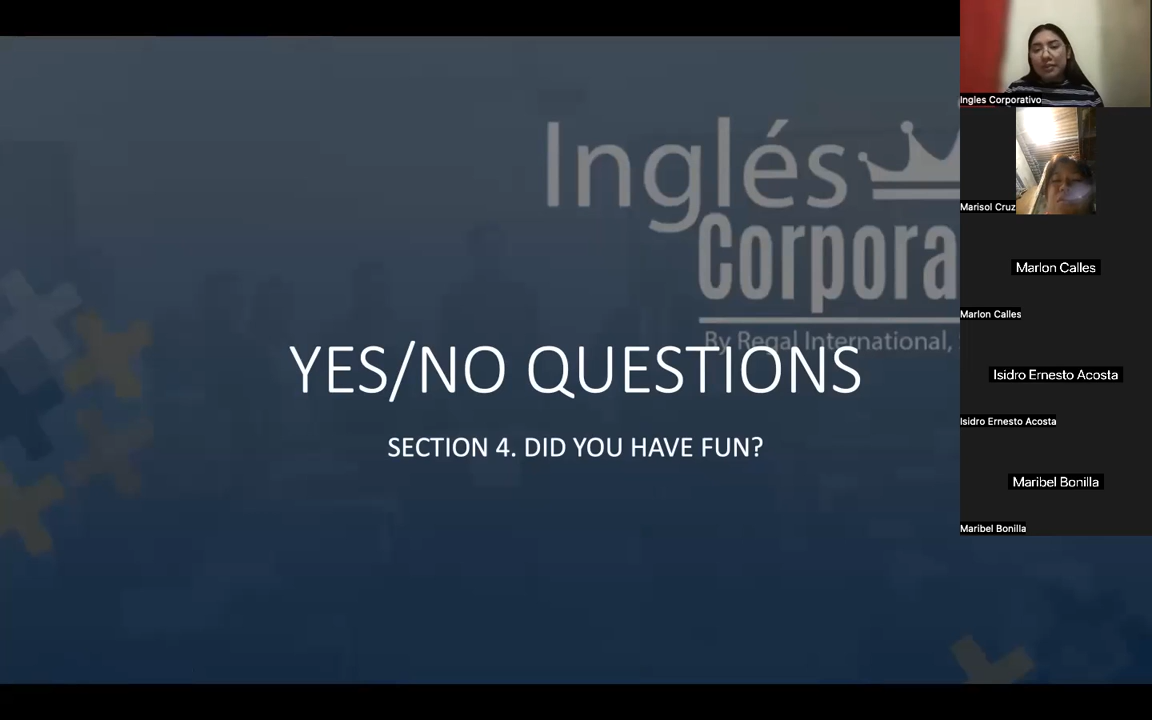 Inglés
Corpora
By Regal International,
YES/NO QUESTIONS
SECTION 4. DID YOU HAVE FUN?
Ingles Corporativo
Marisol Cruz
Marlon Calles
Marlon Calles
Isidro Ernesto Acosta
Isidro Ernesto Acosta
Maribel Bonilla
Maribel Bonilla